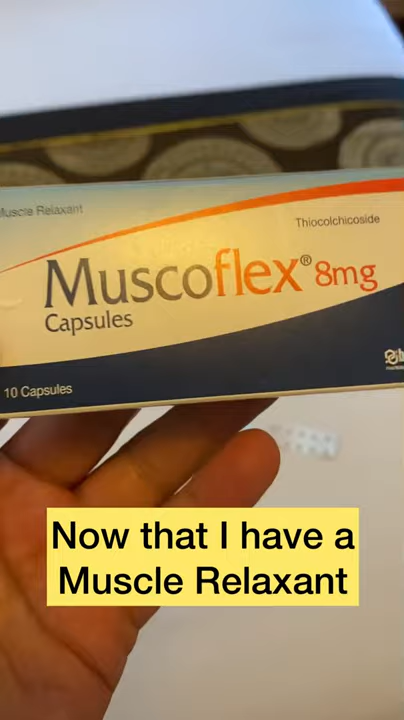 Muscle Relaxant
Thiocolchicoside
Muscoflex® 8mg
Capsules
10 Capsules
Now that I have a
Muscle Relaxant